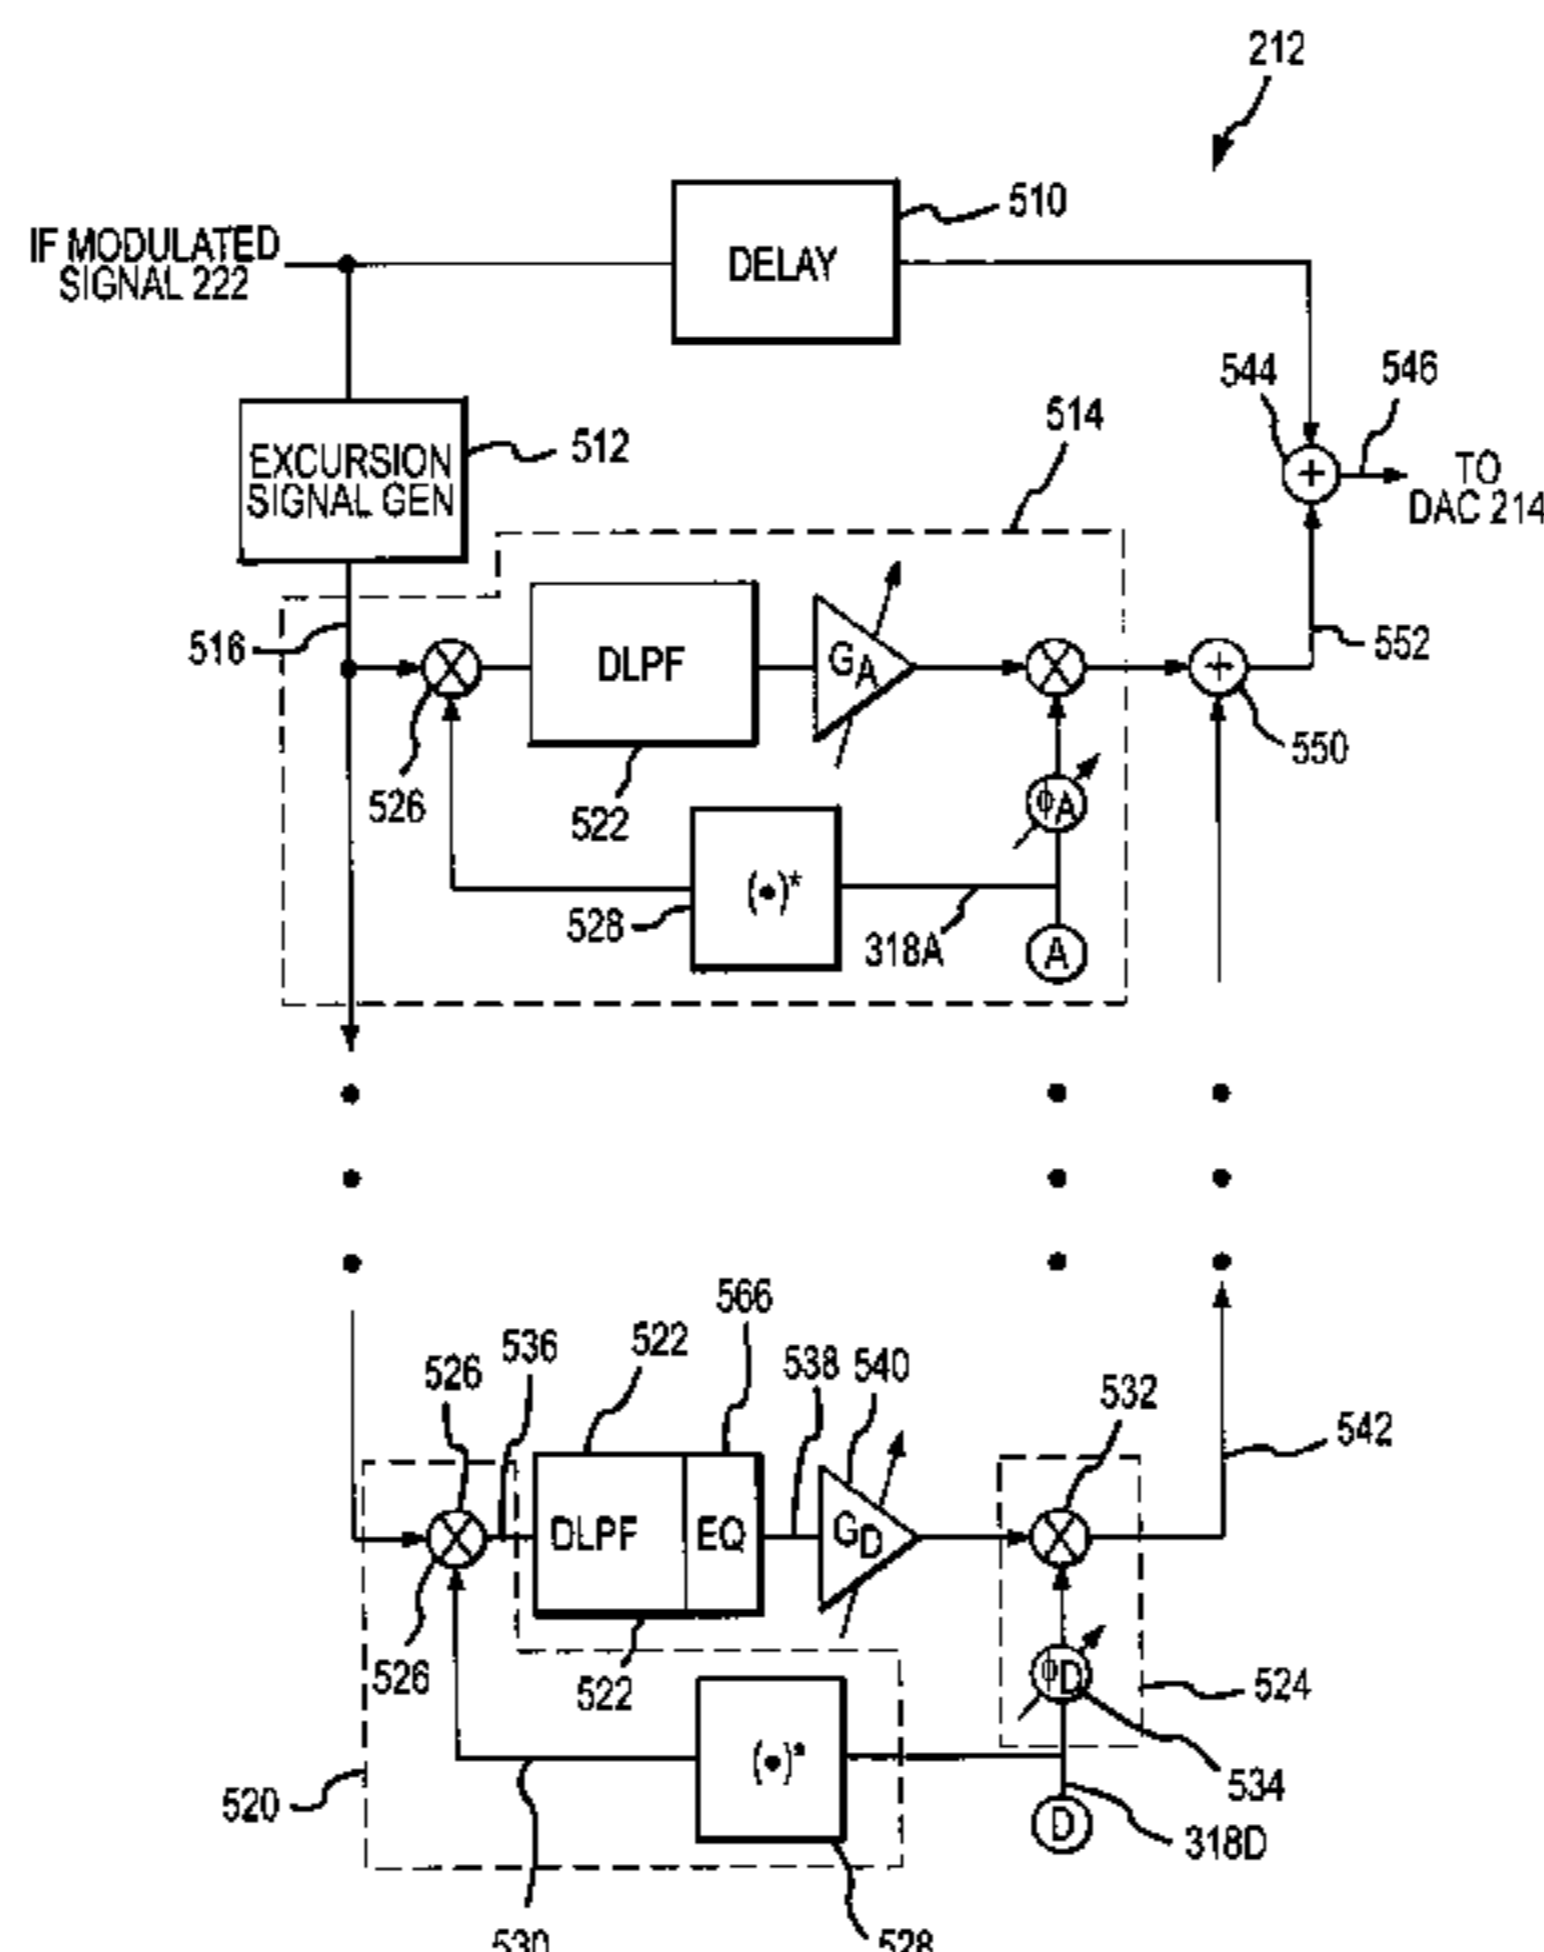 212
510
IF MODULATED
SIGNAL 222
DELAY
544
546
514
512
EXCURSION
SIGNAL GEN
+
TO
DAC 214
516
DLPF
GA
+
552
550
526
522
ϕA
(•)*
528
318A
A
566
536
522
538
540
526
532
542
DLPF
EQ
GD
526
522
ϕD
524
(•)*
534
520
D
318D
530
528